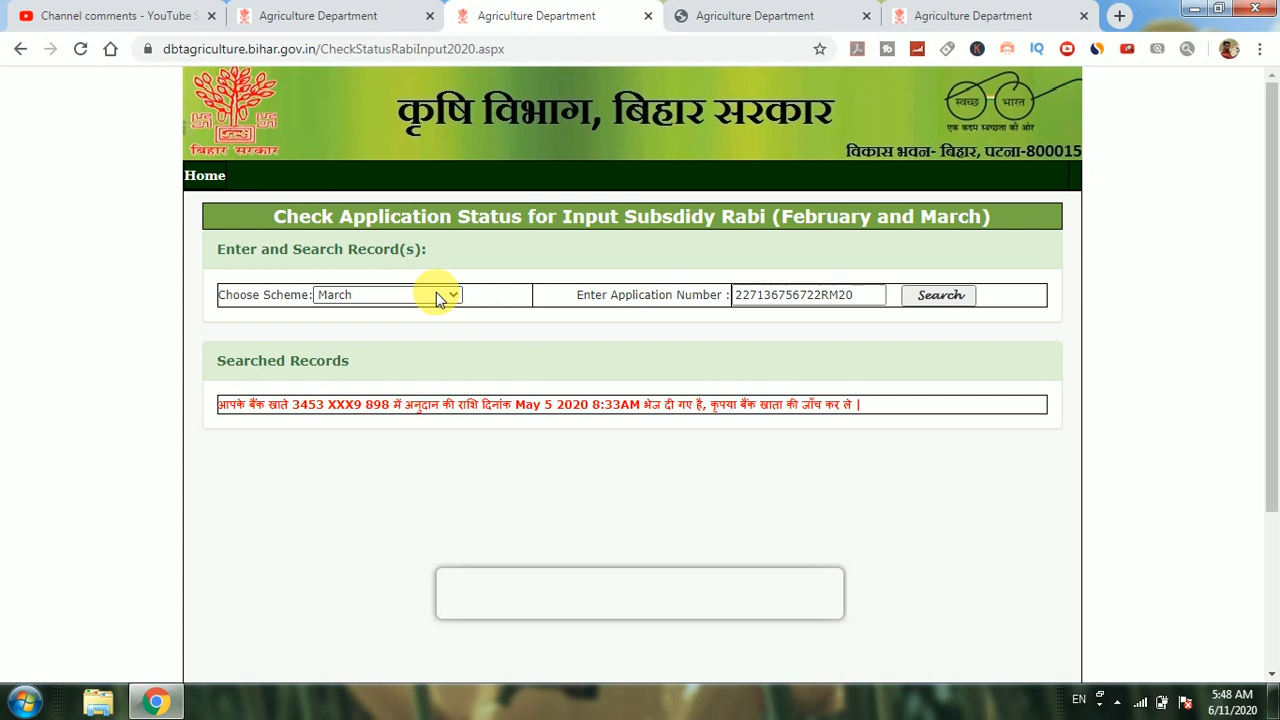 Channel comments - YouTube S
Agriculture Department
Agriculture Department
Agriculture Department
Agriculture Department
dbtagriculture.bihar.gov.in/CheckStatusRabiInput2020.aspx
बिहार सरकार
कृषि विभाग, बिहार सरकार
स्वच्छ भारत
एक कदम स्वच्छता की ओर
विकास भवन- बिहार, पटना-800015
Home
Check Application Status for Input Subsdidy Rabi (February and March)
Enter and Search Record(s):
Choose Scheme: March Enter Application Number : 227136756722RM20 Search
Searched Records
आपके बैंक खाते 3453 XXX9 898 में अनुदान की राशि दिनांक May 5 2020 8:33AM भेज दी गए है, कृपया बैंक खाता की जाँच कर ले |
EN
5:48 AM
6/11/2020